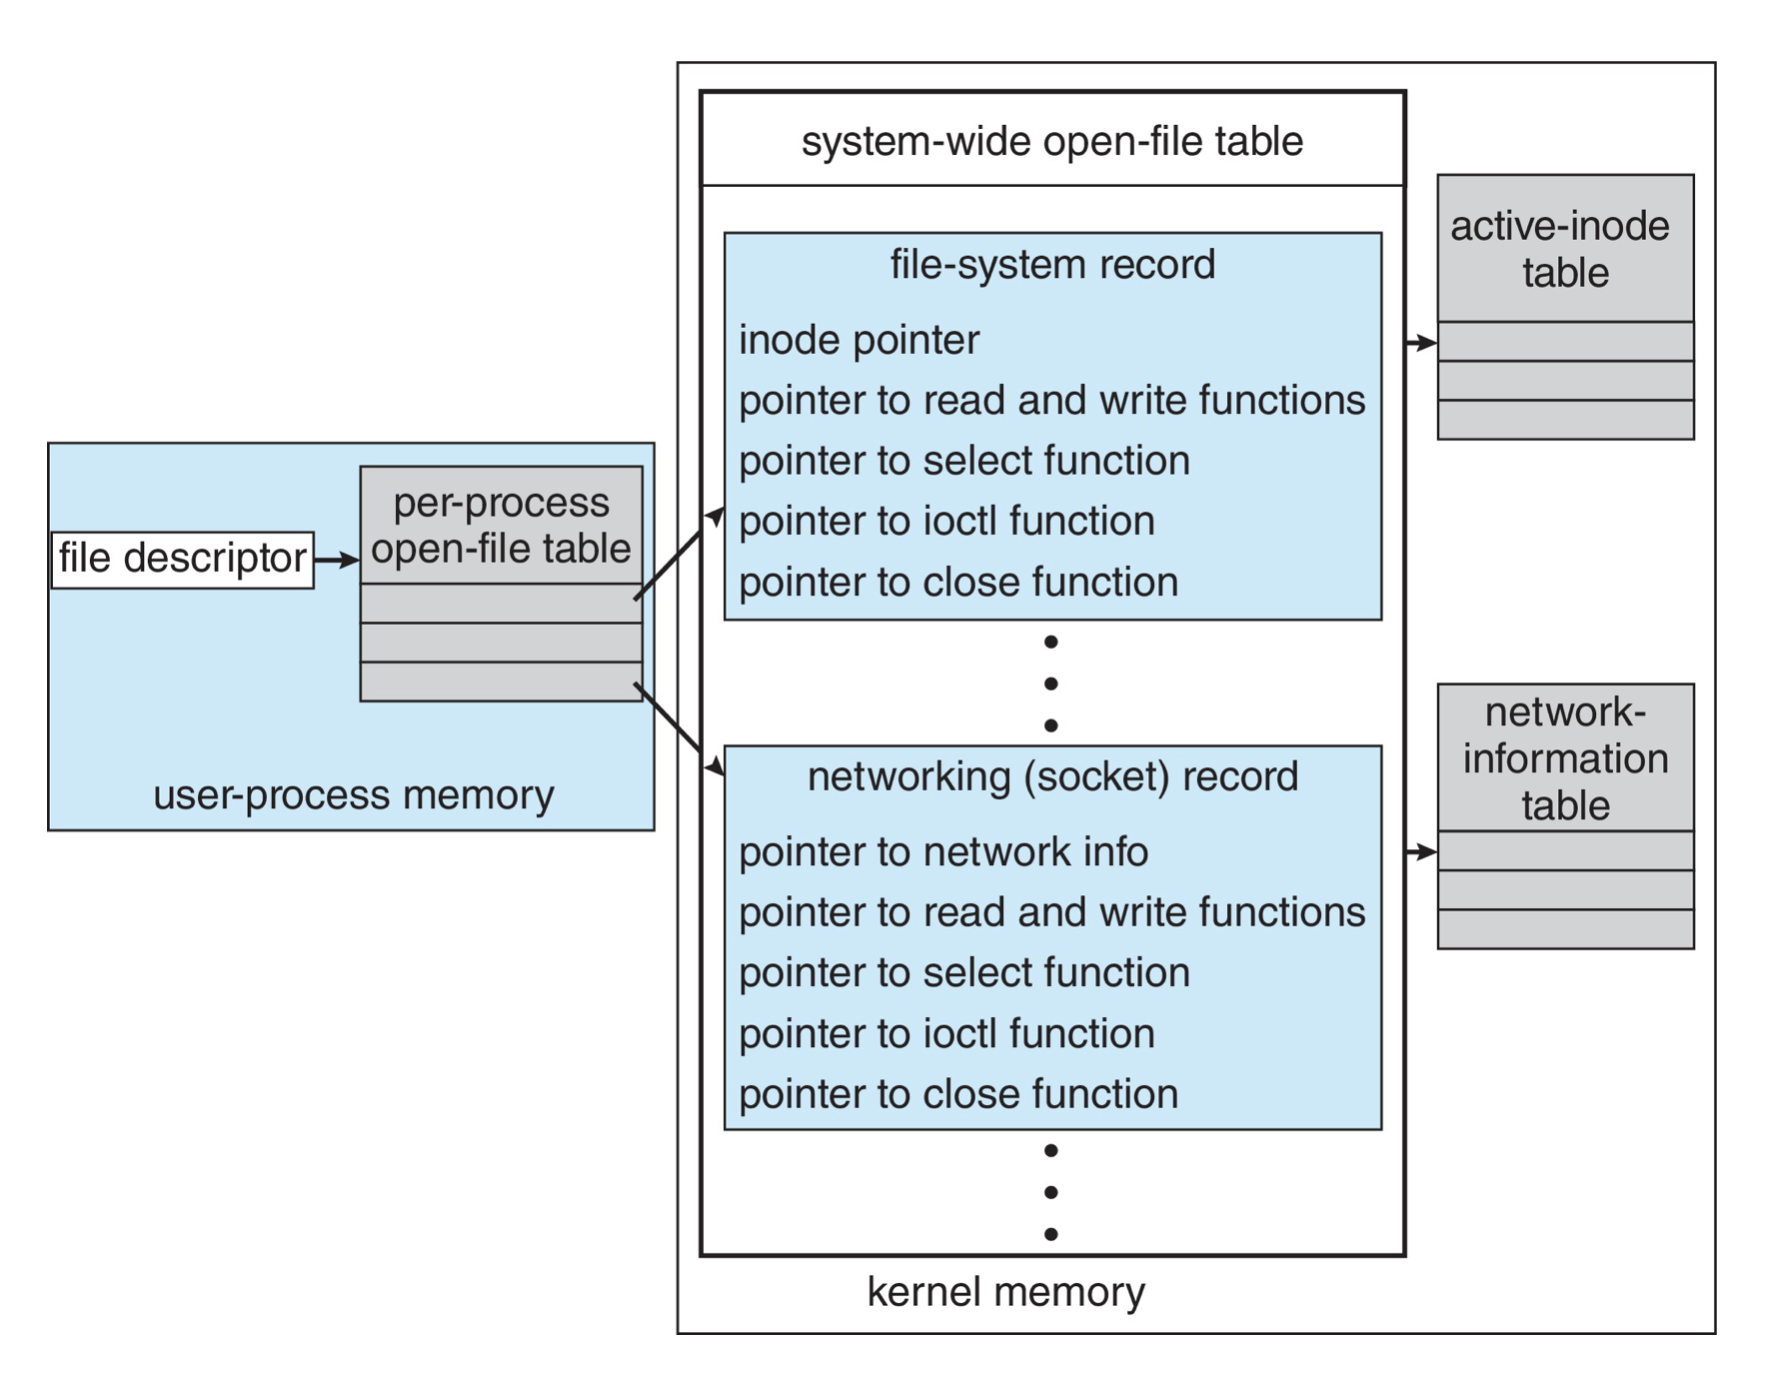 system-wide open-file table
file-system record
inode pointer
pointer to read and write functions
pointer to select function
pointer to ioctl function
pointer to close function
active-inode
table
file descriptor
per-process
open-file table
user-process memory
networking (socket) record
pointer to network info
pointer to read and write functions
pointer to select function
pointer to ioctl function
pointer to close function
network-
information
table
kernel memory